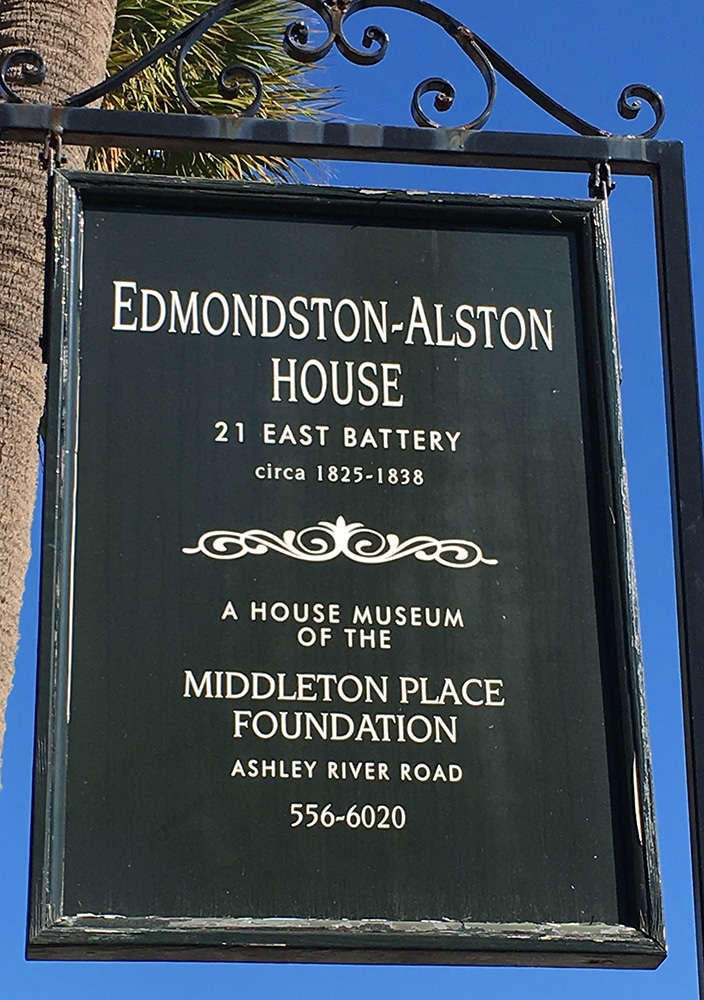 EDMONDSTON-ALSTON
HOUSE
21 EAST BATTERY
circa 1825-1838
A HOUSE MUSEUM
OF THE
MIDDLETON PLACE
FOUNDATION
ASHLEY RIVER ROAD
556-6020